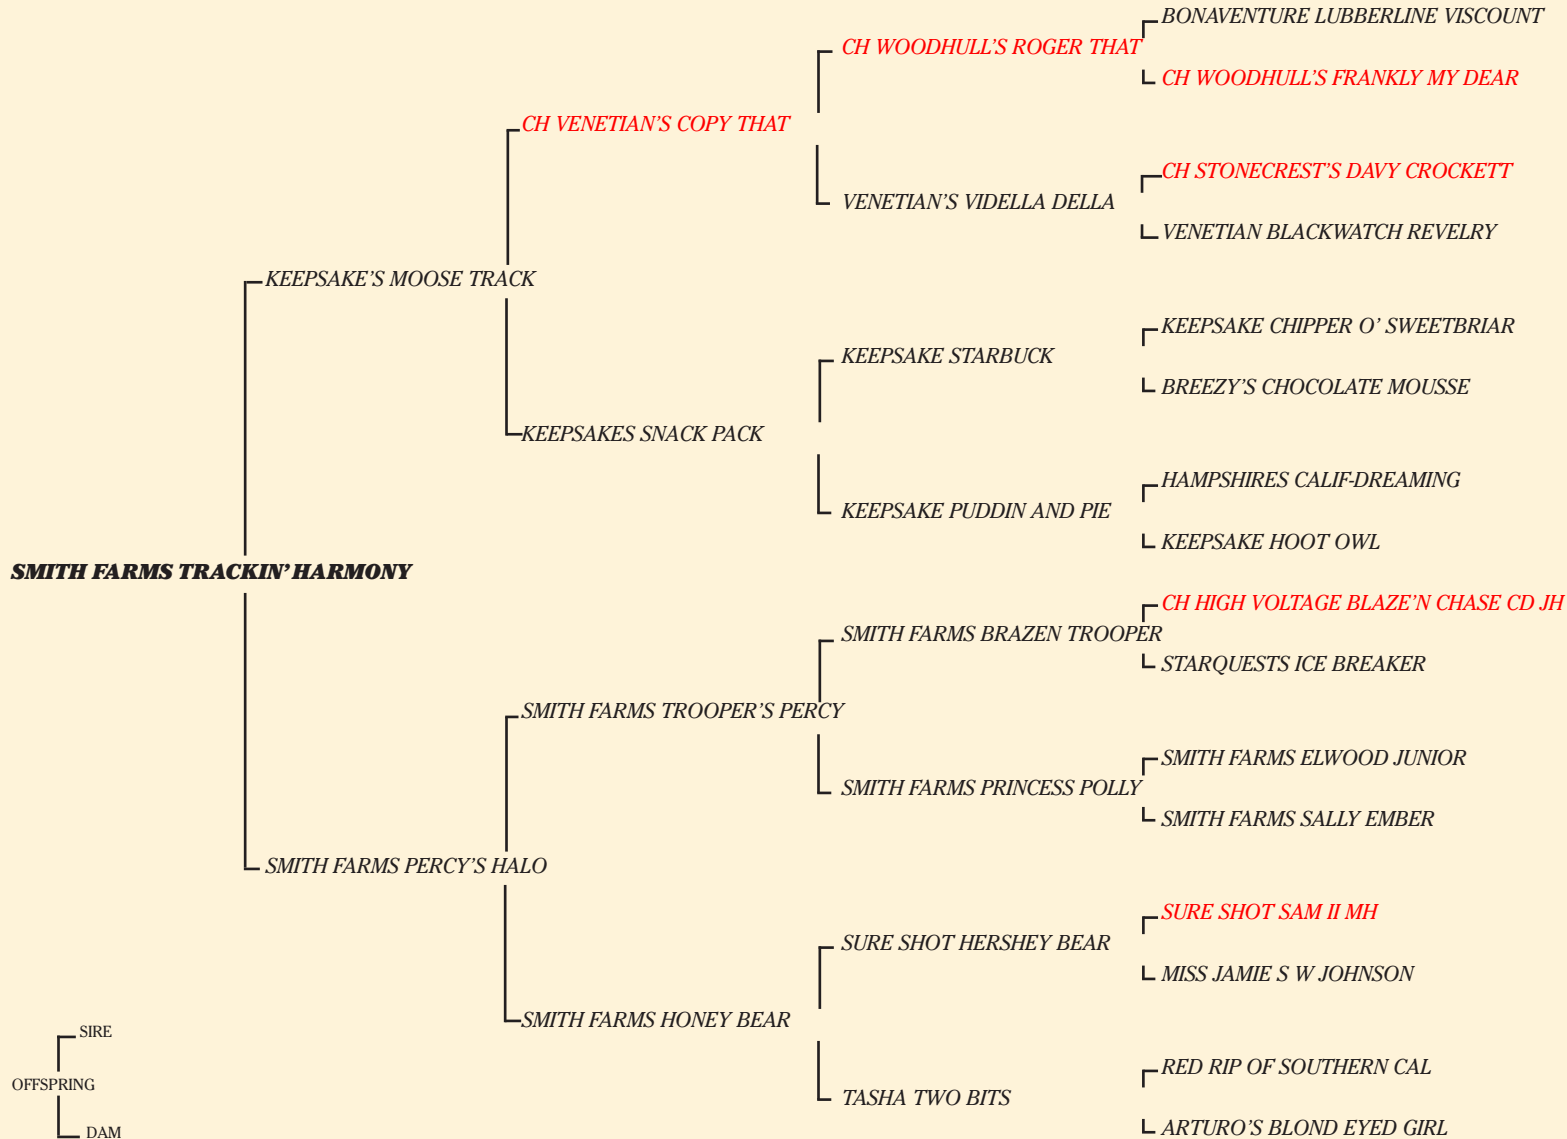 BONAVENTURE LUBBERLINE VISCOUNT
CH WOODHULL'S ROGER THAT
CH WOODHULL'S FRANKLY MY DEAR
CH VENETIAN'S COPY THAT
CH STONECREST'S DAVY CROCKETT
VENETIAN'S VIDELLA DELLA
VENETIAN BLACKWATCH REVELRY
KEEPSAKE'S MOOSE TRACK
KEEPSAKE CHIPPER O' SWEETBRIAR
KEEPSAKE STARBUCK
BREEZY'S CHOCOLATE MOUSSE
KEEPSAKES SNACK PACK
HAMPSHIRES CALIF-DREAMING
KEEPSAKE PUDDIN AND PIE
KEEPSAKE HOOT OWL
SMITH FARMS TRACKIN' HARMONY
CH HIGH VOLTAGE BLAZE'N CHASE CD JH
SMITH FARMS BRAZEN TROOPER
STARQUESTS ICE BREAKER
SMITH FARMS TROOPER'S PERCY
SMITH FARMS ELWOOD JUNIOR
SMITH FARMS PRINCESS POLLY
SMITH FARMS SALLY EMBER
SMITH FARMS PERCY'S HALO
SURE SHOT SAM II MH
SURE SHOT HERSHEY BEAR
MISS JAMIE S W JOHNSON
SMITH FARMS HONEY BEAR
RED RIP OF SOUTHERN CAL
TASHA TWO BITS
ARTURO'S BLOND EYED GIRL
SIRE
OFFSPRING
DAM